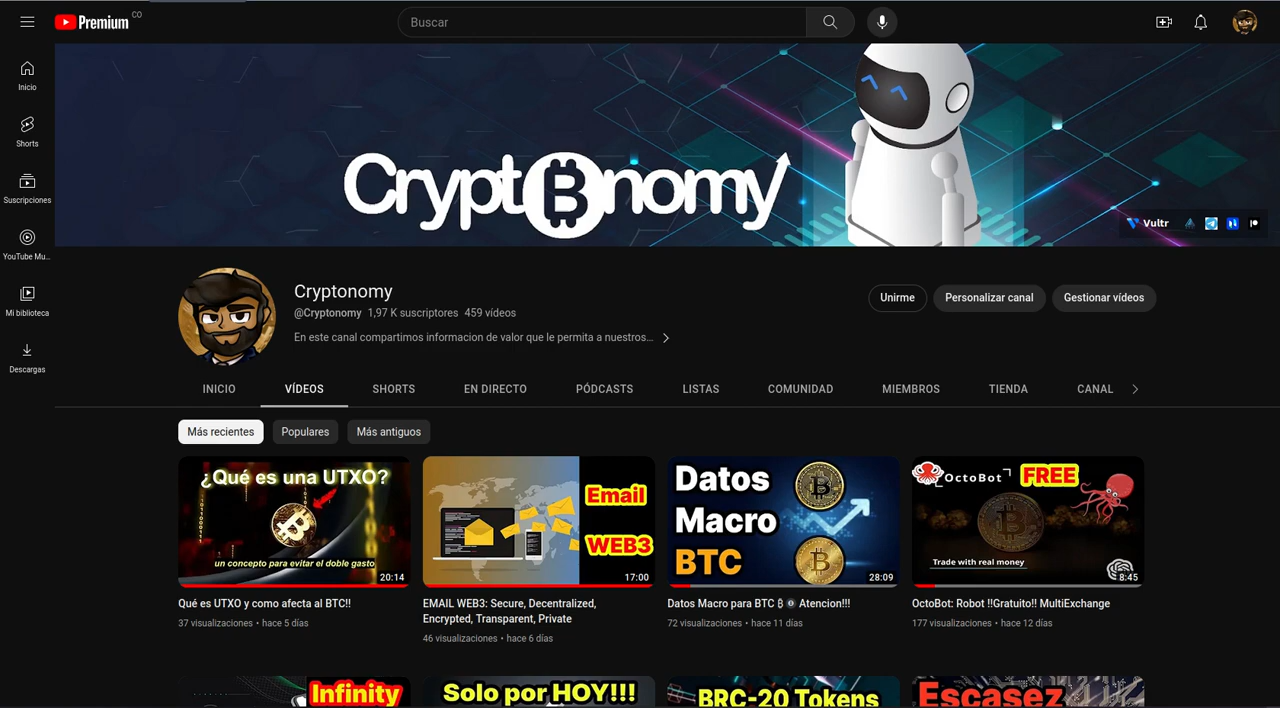 Premium CO
Buscar
Inicio
Shorts
Suscripciones
YouTube Mu...
Mi biblioteca
Descargas
Cryptonomy
Vultr
Cryptonomy
@Cryptonomy 1,97 K suscriptores 459 vídeos
En este canal compartimos informacion de valor que le permita a nuestros...
Unirme
Personalizar canal
Gestionar vídeos
INICIO
VÍDEOS
SHORTS
EN DIRECTO
PÓDCASTS
LISTAS
COMUNIDAD
MIEMBROS
TIENDA
CANAL
Más recientes
Populares
Más antiguos
¿Qué es una UTXO?
un concepto para evitar el doble gasto
20:14
Qué es UTXO y como afecta al BTC!!
37 visualizaciones • hace 5 días
Email
WEB3
17:00
EMAIL WEB3: Secure, Decentralized,
Encrypted, Transparent, Private
46 visualizaciones • hace 6 días
Datos
Macro
BTC
28:09
Datos Macro para BTC ₿ Atencion!!!
72 visualizaciones • hace 11 días
OctoBot
FREE
Trade with real money
8:45
OctoBot: Robot !!Gratuito!! MultiExchange
177 visualizaciones • hace 12 días
Infinity
Solo por HOY!!!
BRC-20 Tokens
Escasez